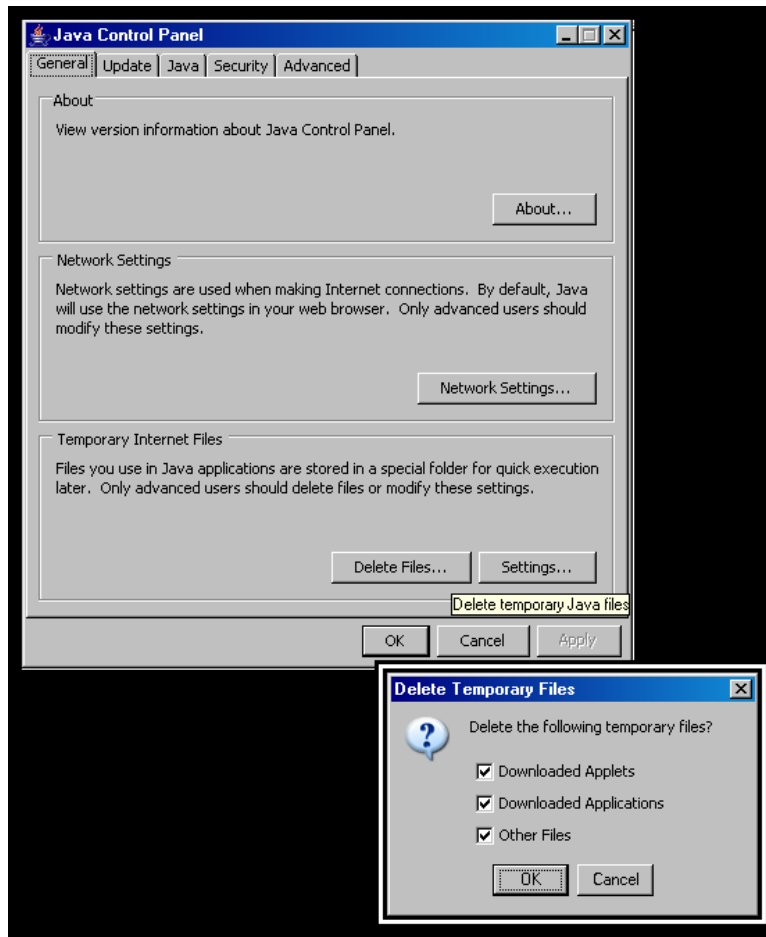 Java Control Panel
General Update Java Security Advanced
About
View version information about Java Control Panel.
About...
Network Settings
Network settings are used when making Internet connections. By default, Java
will use the network settings in your web browser. Only advanced users should
modify these settings.
Network Settings...
Temporary Internet Files
Files you use in Java applications are stored in a special folder for quick execution
later. Only advanced users should delete files or modify these settings.
Delete Files... Settings...
Delete temporary Java files
OK Cancel Apply
Delete Temporary Files
Delete the following temporary files?
Downloaded Applets
Downloaded Applications
Other Files
OK Cancel